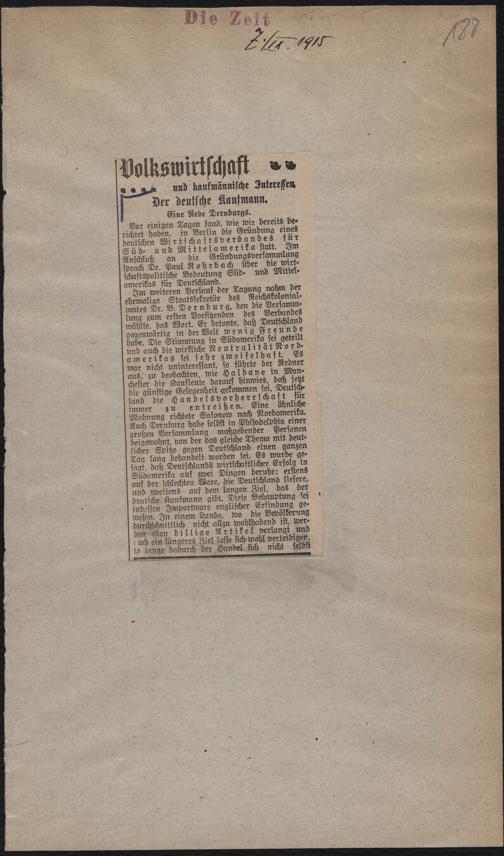 Die Zeit
7./IX. 1915
188
Volkswirtschaft
und kaufmännische Interessen.
Der deutsche Kaufmann.
Eine Rede Dernburgs.
Vor einigen Tagen fand, wie wir bereits be-
richtet haben, in Berlin die Gründung eines
deutschen Wirtschaftsverbandes für
Süd- und Mittelamerika statt. Im
Anschluß an die Gründungsversammlung
sprach Dr. Paul Rohrbach über die wirt-
schaftspolitische Bedeutung Süd- und Mittel-
amerikas für Deutschland.
Im weiteren Verlauf der Tagung nahm der
ehemalige Staatssekretär des Reichskolonial-
amtes Dr. B. Dernburg, den die Versamm-
lung zum ersten Vorsitzenden des Verbandes
wählte, das Wort. Er betonte, daß Deutschland
gegenwärtig in der Welt wenig Freunde
habe. Die Stimmung in Südamerika sei geteilt
und auch die wirkliche Neutralität Nord-
amerikas sei sehr zweifelhaft. Es
war nicht uninteressant, so führte der Redner
aus, zu beobachten, wie Haldane in Man-
chester die Kaufleute darauf hinwies, daß jetzt
die günstige Gelegenheit gekommen sei, Deutsch-
land die Handelsvorherrschaft für
immer zu entreißen. Eine ähnliche
Mahnung richtete Sasonow nach Nordamerika.
Auch Dernburg habe selbst in Philadelphia einer
großen Versammlung maßgebender Personen
beigewohnt, von der das gleiche Thema mit deut-
licher Spitze gegen Deutschland einen ganzen
Tag lang behandelt worden sei. Es wurde ge-
sagt, daß Deutschlands wirtschaftlicher Erfolg in
Südamerika auf zwei Dingen beruhe: erstens
auf der schlechten Ware, die Deutschland liefere,
und zweitens auf dem langen Ziel, das der
deutsche Kaufmann gibt. Diese Behauptung sei
indessen Importware englischer Erfindung ge-
wesen. In einem Lande, wo die Bevölkerung
durchschnittlich nicht allzu wohlhabend ist, wer-
den eben billige Artikel verlangt und
auch ein längeres Ziel lasse sich wohl verteidigen,
so lange dadurch der Handel sich nicht selbst